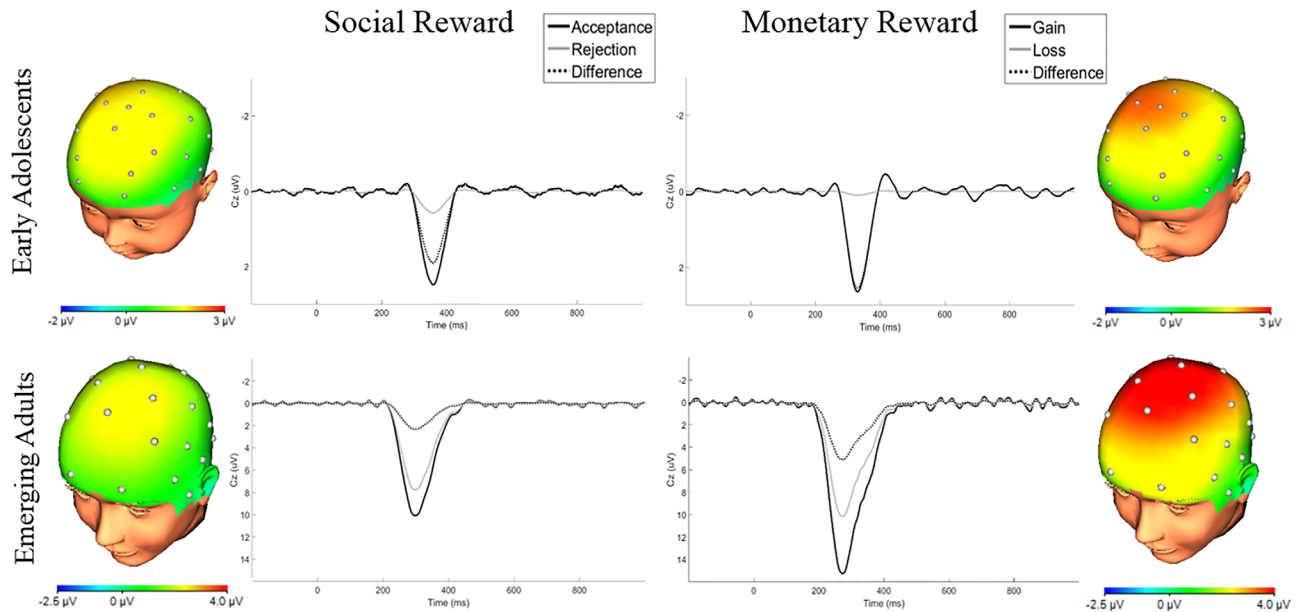 Social Reward
Monetary Reward
Acceptance
Rejection
Difference
Gain
Loss
Difference
Early Adolescents
-2
0
2
Cz (uV)
0
200
400
600
800
Time (ms)
-2
0
2
Cz (uV)
0
200
400
600
800
Time (ms)
-2 µV
0 µV
3 µV
-2 µV
0 µV
3 µV
Emerging Adults
-2
0
2
4
6
8
10
12
14
Cz (uV)
0
200
400
600
800
Time (ms)
-2
0
2
4
6
8
10
12
14
Cz (uV)
0
200
400
600
800
Time (ms)
-2.5 µV
0 µV
4.0 µV
-2.5 µV
0 µV
4.0 µV